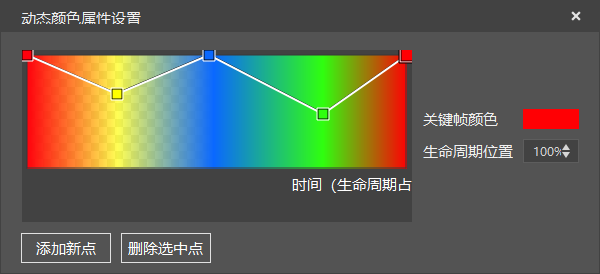 动态颜色属性设置
关键帧颜色
生命周期位置 100%
时间（生命周期占
添加新点 删除选中点